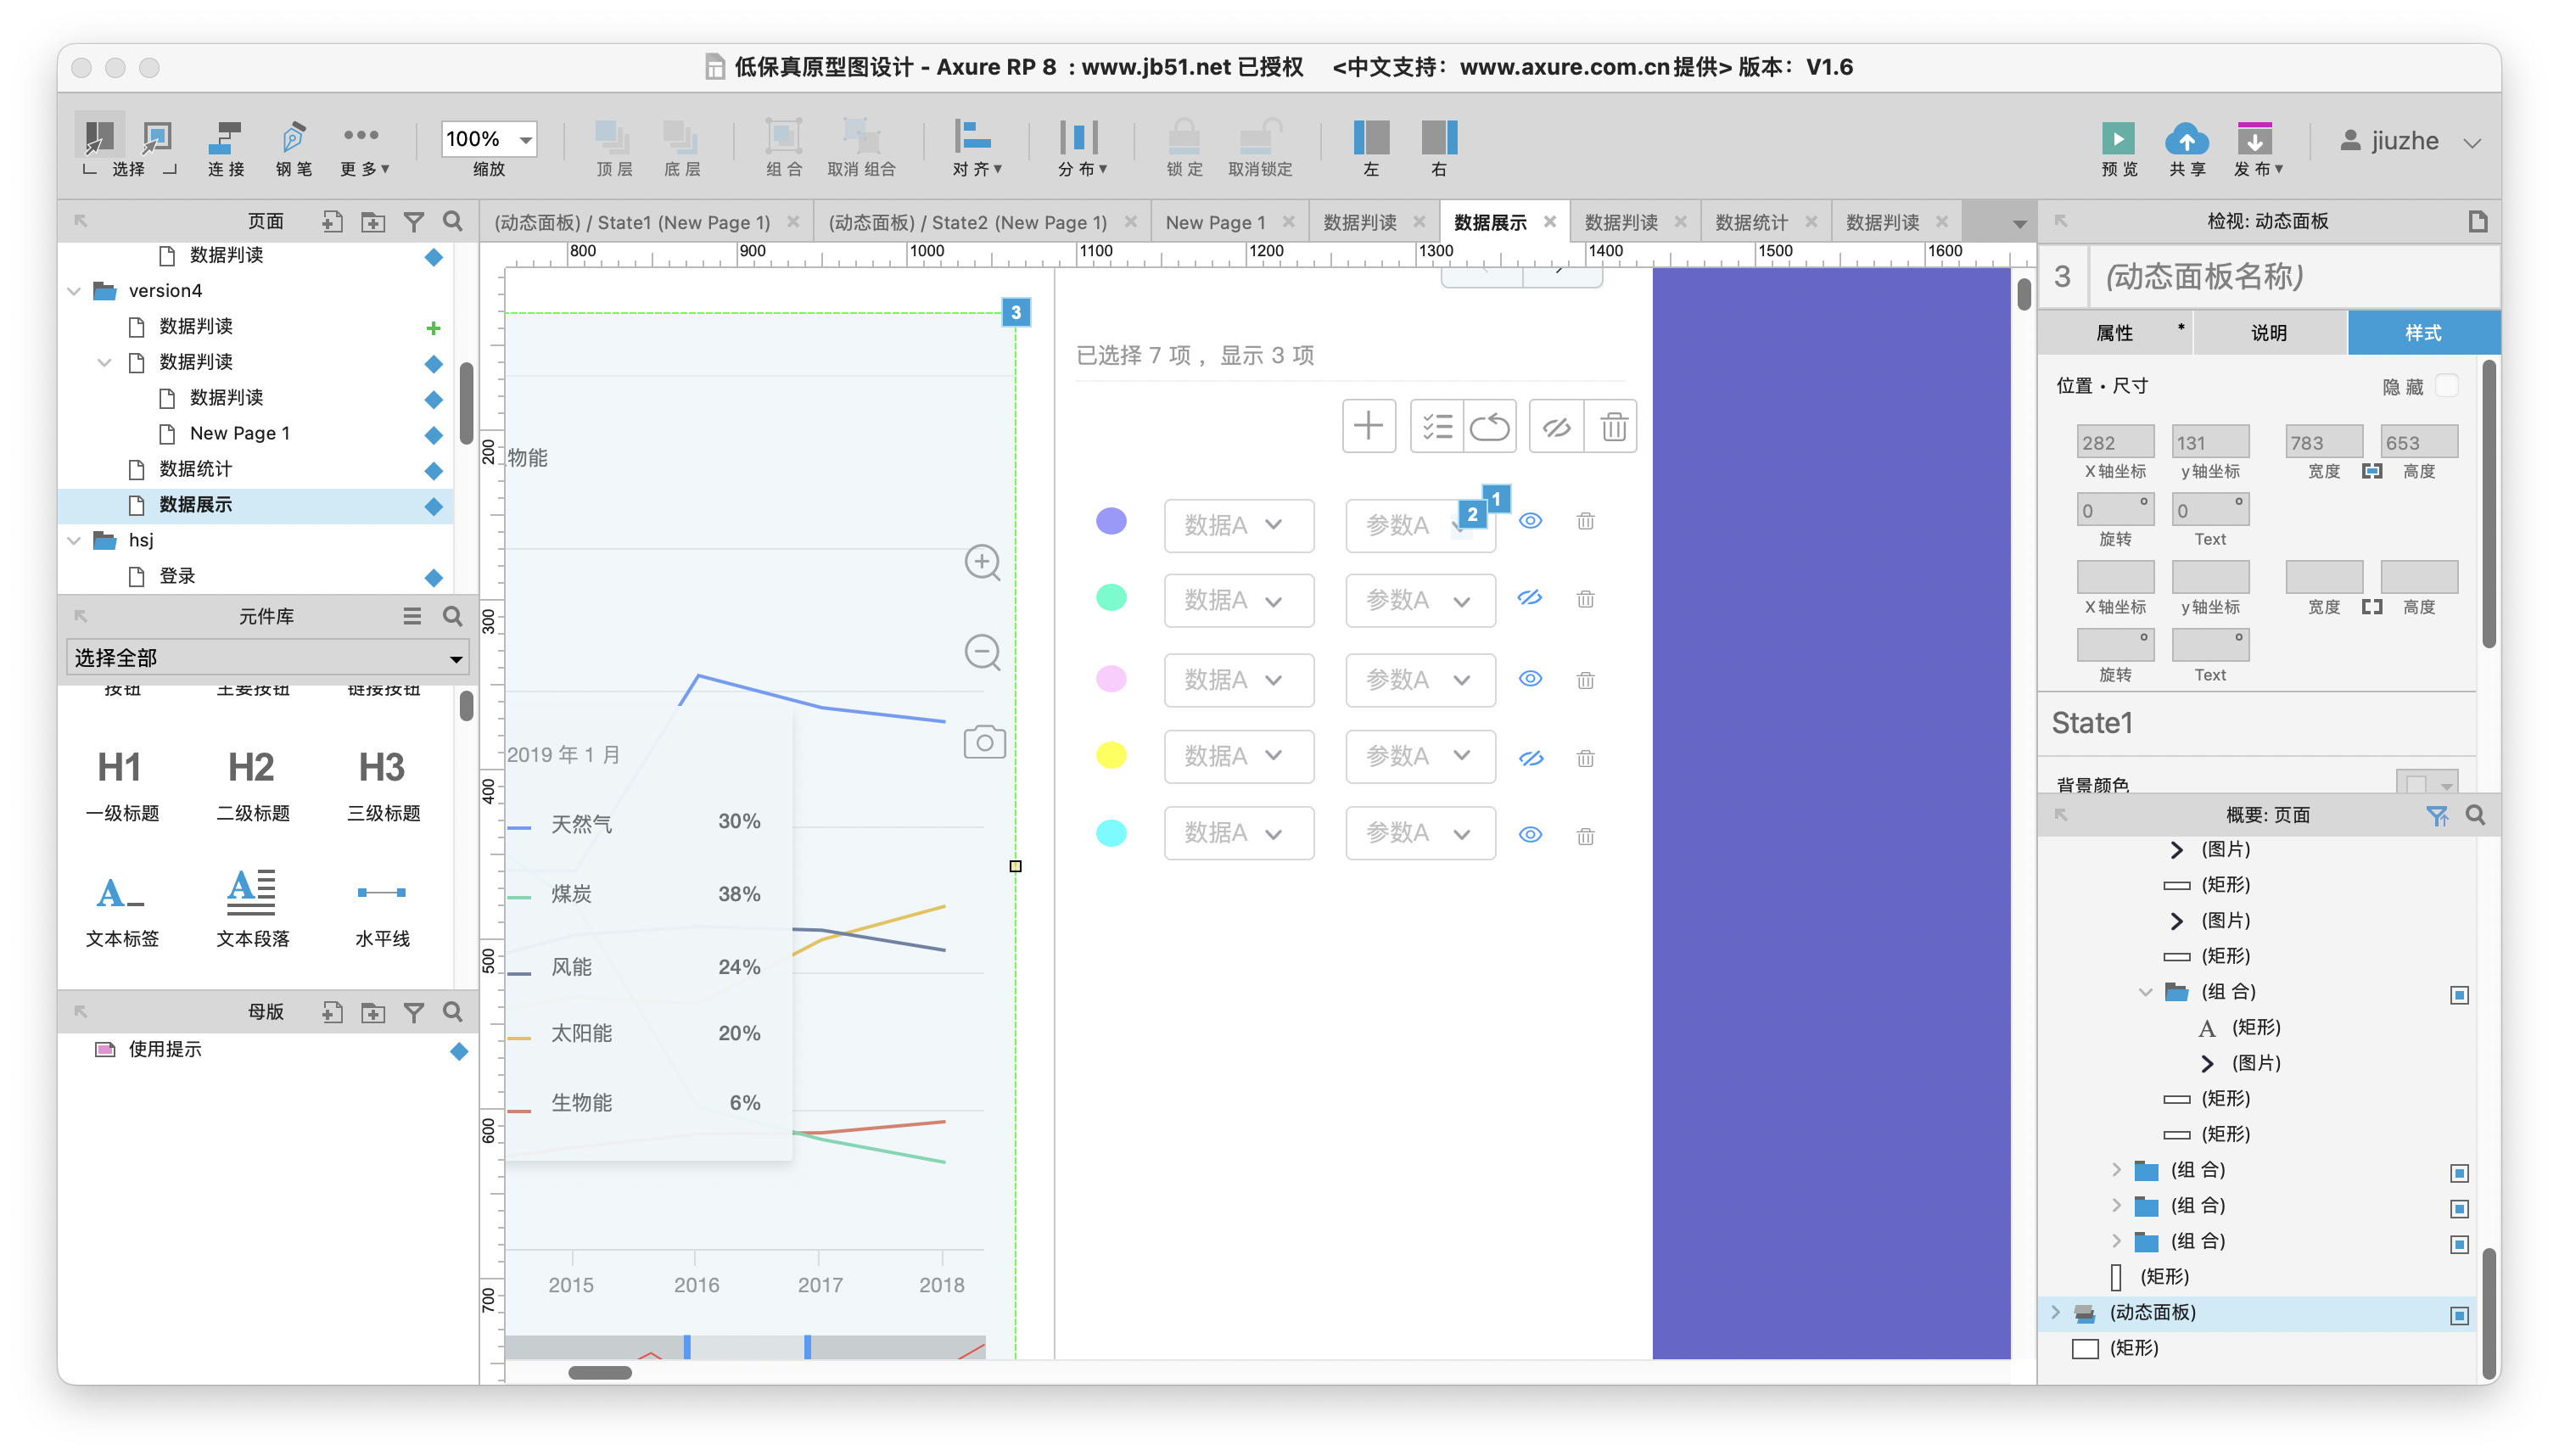 低保真原型图设计 - Axure RP 8 : www.jb51.net 已授权 <中文支持：www.axure.com.cn提供> 版本：V1.6
选择
连接
钢笔
更多
100%
缩放
顶层
底层
组合
取消 组合
对齐
分布
锁定
取消锁定
左
右
预览
共享
发布
jiuzhe
页面
数据判读
version4
数据判读
数据判读
数据判读
New Page 1
数据统计
数据展示
hsj
登录
元件库
选择全部
按钮
主要按钮
链接按钮
H1
H2
H3
一级标题
二级标题
三级标题
A
A
文本标签
文本段落
水平线
母版
使用提示
(动态面板) / State1 (New Page 1)
(动态面板) / State2 (New Page 1)
New Page 1
数据判读
数据展示
数据判读
数据统计
数据判读
800 900 1000 1100 1200 1300 1400 1500 1600
200
300
400
500
600
700
3
物能
2019 年 1 月
天然气 30%
煤炭 38%
风能 24%
太阳能 20%
生物能 6%
2015 2016 2017 2018
已选择 7 项，显示 3 项
1
2
数据A 参数A
数据A 参数A
数据A 参数A
数据A 参数A
数据A 参数A
检视: 动态面板
3 (动态面板名称)
属性 *
说明
样式
位置 • 尺寸
隐藏
282 131 783 653
X轴坐标 y轴坐标 宽度 高度
0 ° 0 °
旋转 Text
X轴坐标 y轴坐标 宽度 高度
° °
旋转 Text
State1
背景颜色
概要: 页面
(图片)
(矩形)
(图片)
(矩形)
(组合)
A (矩形)
(图片)
(矩形)
(矩形)
(组合)
(组合)
(组合)
(矩形)
(动态面板)
(矩形)